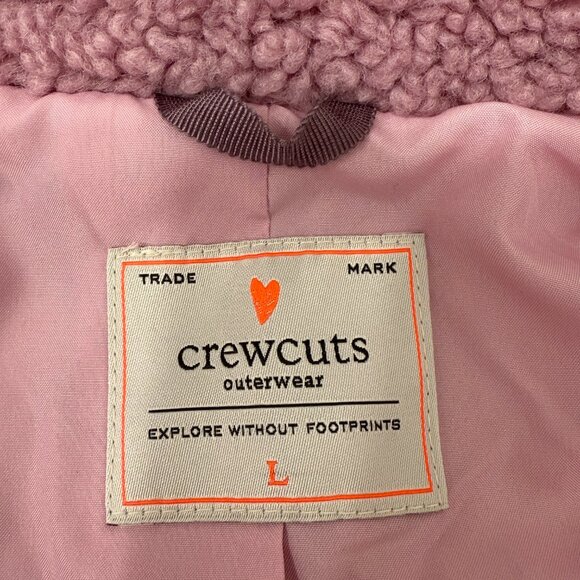 TRADE MARK
crewcuts
outerwear
EXPLORE WITHOUT FOOTPRINTS
L